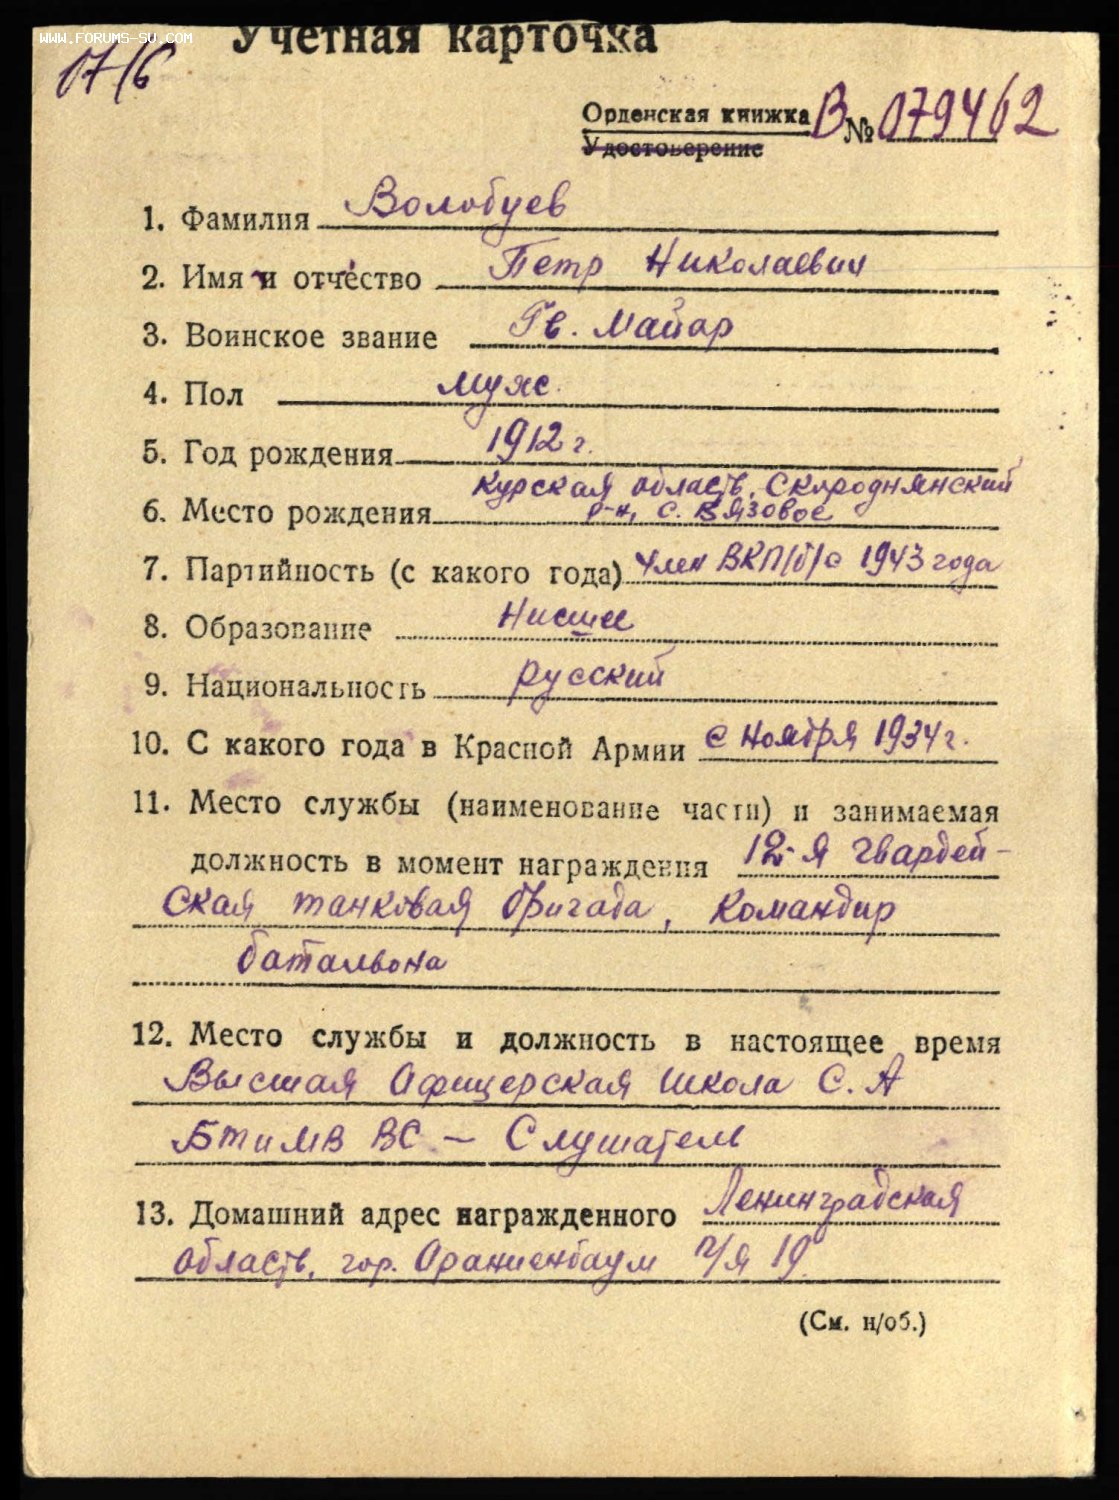 www.forums-su.com
Учетная карточка
07/6
Орденская книжка В № 079462
Удостоверение
1. Фамилия Волобуев
2. Имя и отчество Петр Николаевич
3. Воинское звание Гв. Майор
4. Пол муж.
5. Год рождения 1912 г.
Курская область, Скороднянский
6. Место рождения р-н, с. Вязовое
7. Партийность (с какого года) Член ВКП/б/ с 1943 года
8. Образование Нисшее
9. Национальность русский
10. С какого года в Красной Армии с ноября 1934 г.
11. Место службы (наименование части) и занимаемая
должность в момент награждения 12-я гвардей-
ская танковая бригада, командир
батальона
12. Место службы и должность в настоящее время
Высшая Офицерская школа С.А
БТиМВ ВС – Слушатель
13. Домашний адрес награжденного Ленинградская
область, гор. Ораниенбаум п/я 19.
(См. н/об.)